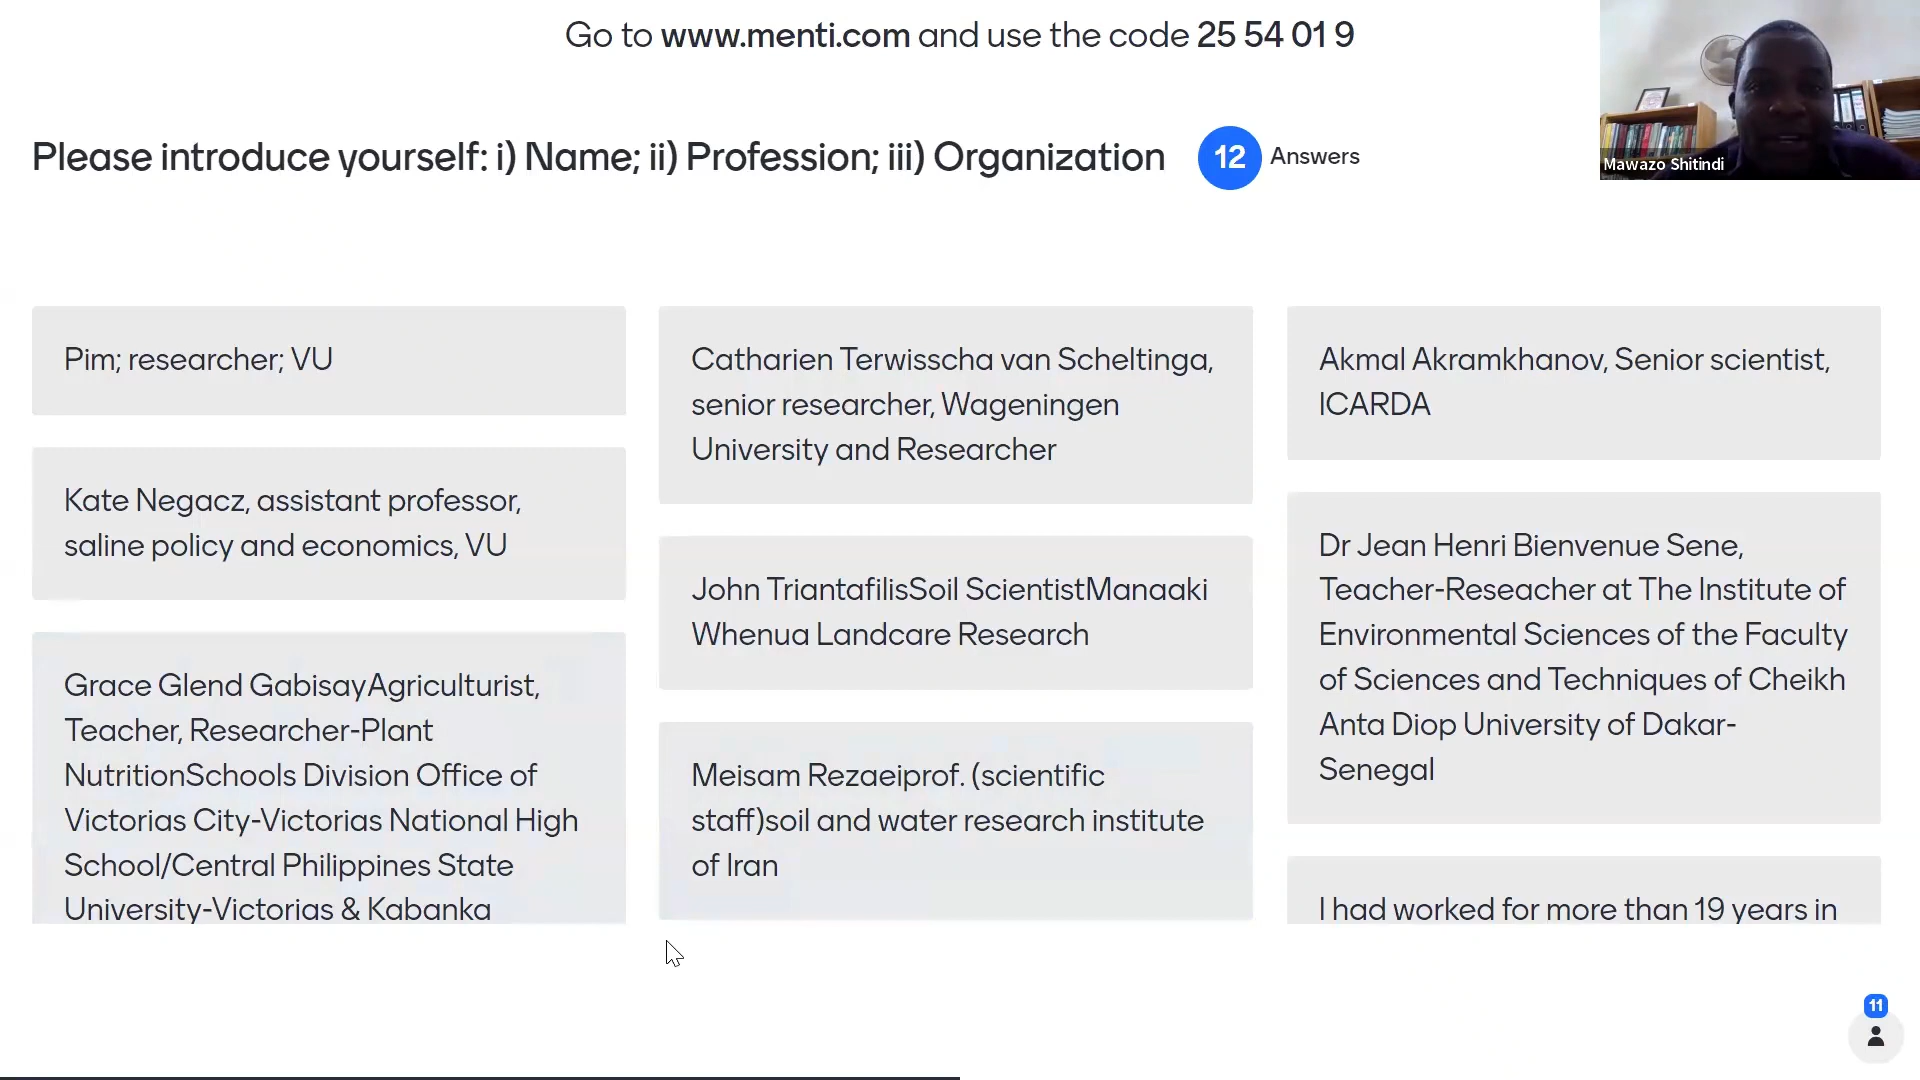 Go to www.menti.com and use the code 25 54 01 9
Mawazo Shitindi
Please introduce yourself: i) Name; ii) Profession; iii) Organization
12 Answers
Pim; researcher; VU
Kate Negacz, assistant professor,
saline policy and economics, VU
Grace Glend GabisayAgriculturist,
Teacher, Researcher-Plant
NutritionSchools Division Office of
Victorias City-Victorias National High
School/Central Philippines State
University-Victorias & Kabanka
Catharien Terwisscha van Scheltinga,
senior researcher, Wageningen
University and Researcher
John TriantafilisSoil ScientistManaaki
Whenua Landcare Research
Meisam Rezaeiprof. (scientific
staff)soil and water research institute
of Iran
Akmal Akramkhanov, Senior scientist,
ICARDA
Dr Jean Henri Bienvenue Sene,
Teacher-Reseacher at The Institute of
Environmental Sciences of the Faculty
of Sciences and Techniques of Cheikh
Anta Diop University of Dakar-
Senegal
I had worked for more than 19 years in
11